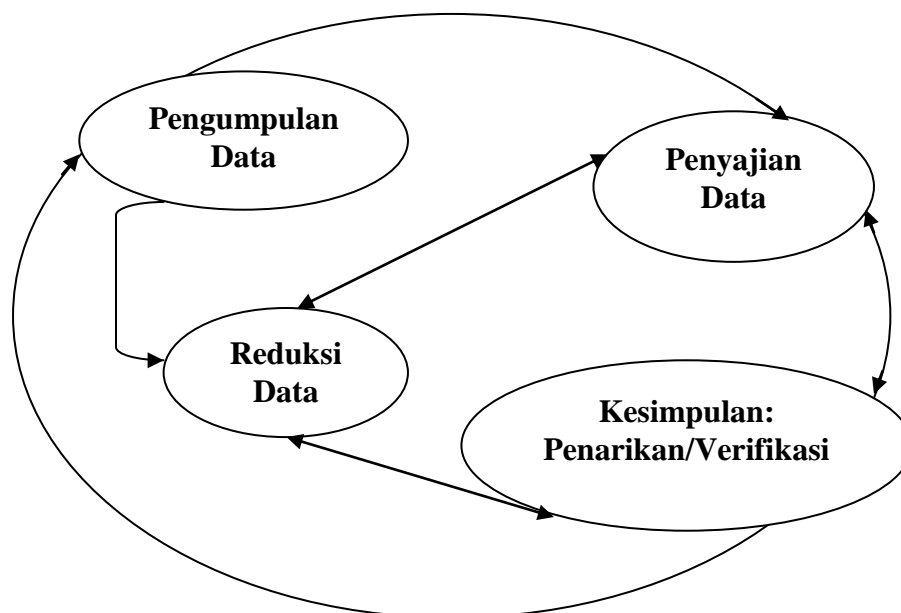 Pengumpulan
Data
Penyajian
Data
Reduksi
Data
Kesimpulan:
Penarikan/Verifikasi